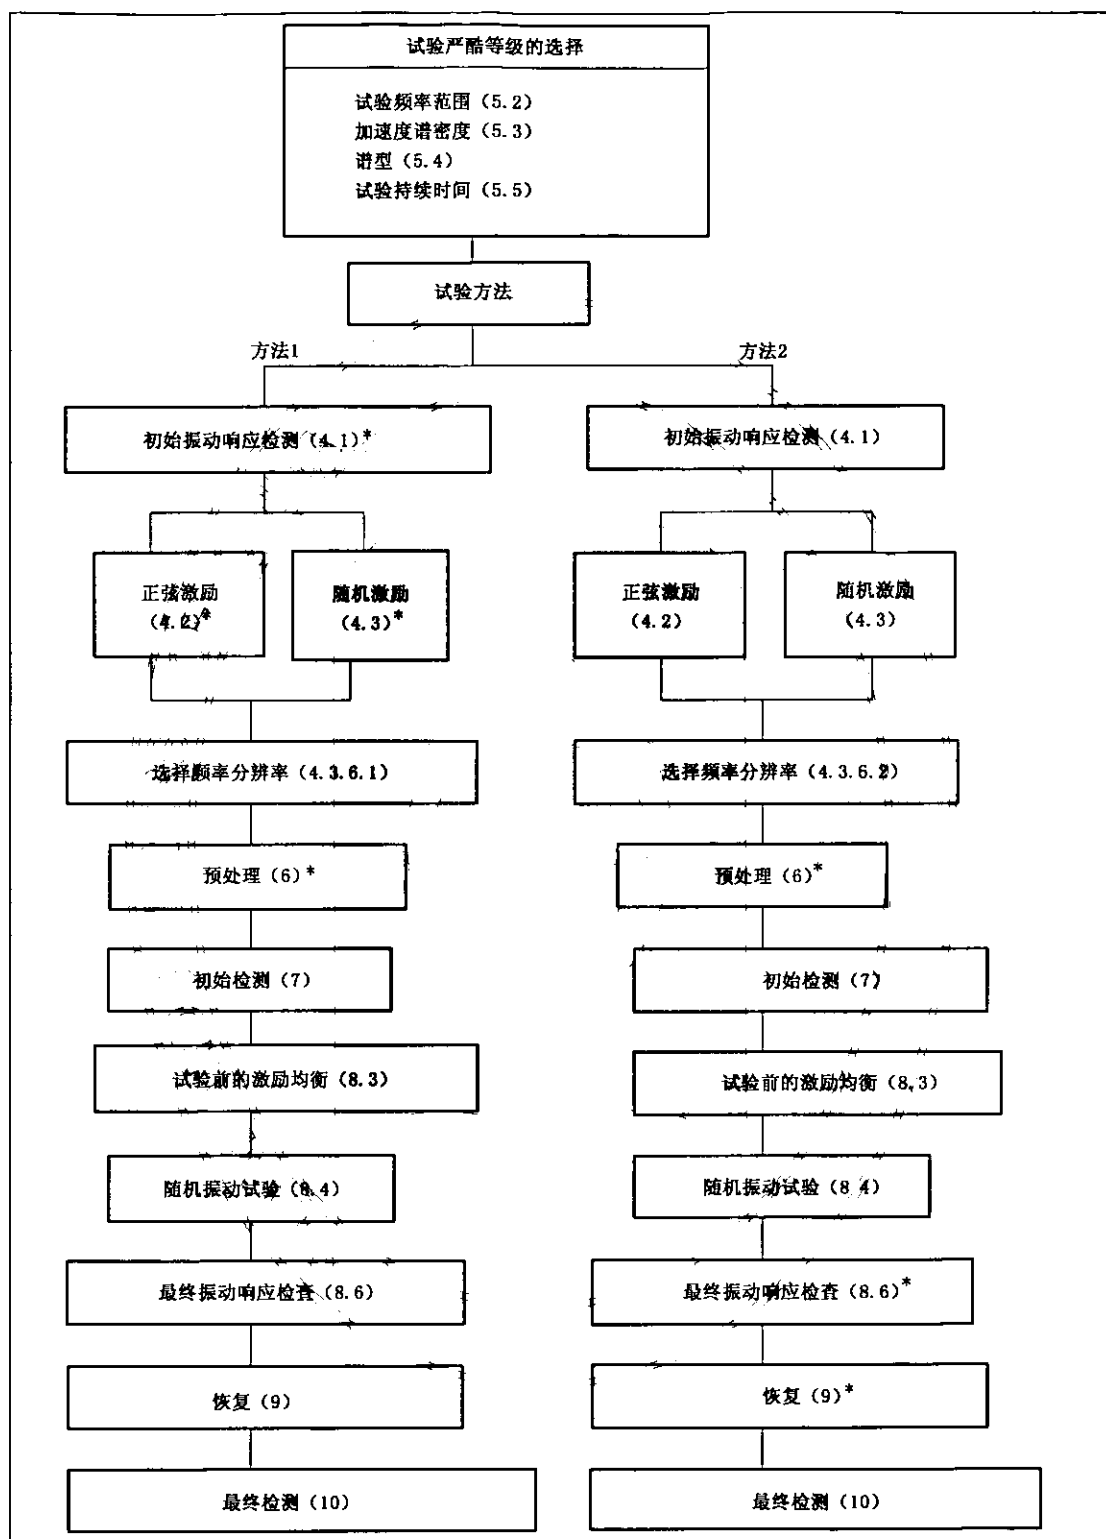 试验严酷等级的选择
试验频率范围（5.2）
加速度谱密度（5.3）
谱型（5.4）
试验持续时间（5.5）
试验方法
方法1
方法2
初始振动响应检测（4.1）*
初始振动响应检测（4.1）
正弦激励
（4.2）*
随机激励
（4.3）*
正弦激励
（4.2）
随机激励
（4.3）
选择频率分辨率（4.3.6.1）
选择频率分辨率（4.3.6.2）
预处理（6）*
预处理（6）*
初始检测（7）
初始检测（7）
试验前的激励均衡（8.3）
试验前的激励均衡（8.3）
随机振动试验（8.4）
随机振动试验（8.4）
最终振动响应检查（8.6）
最终振动响应检查（8.6）*
恢复（9）
恢复（9）*
最终检测（10）
最终检测（10）